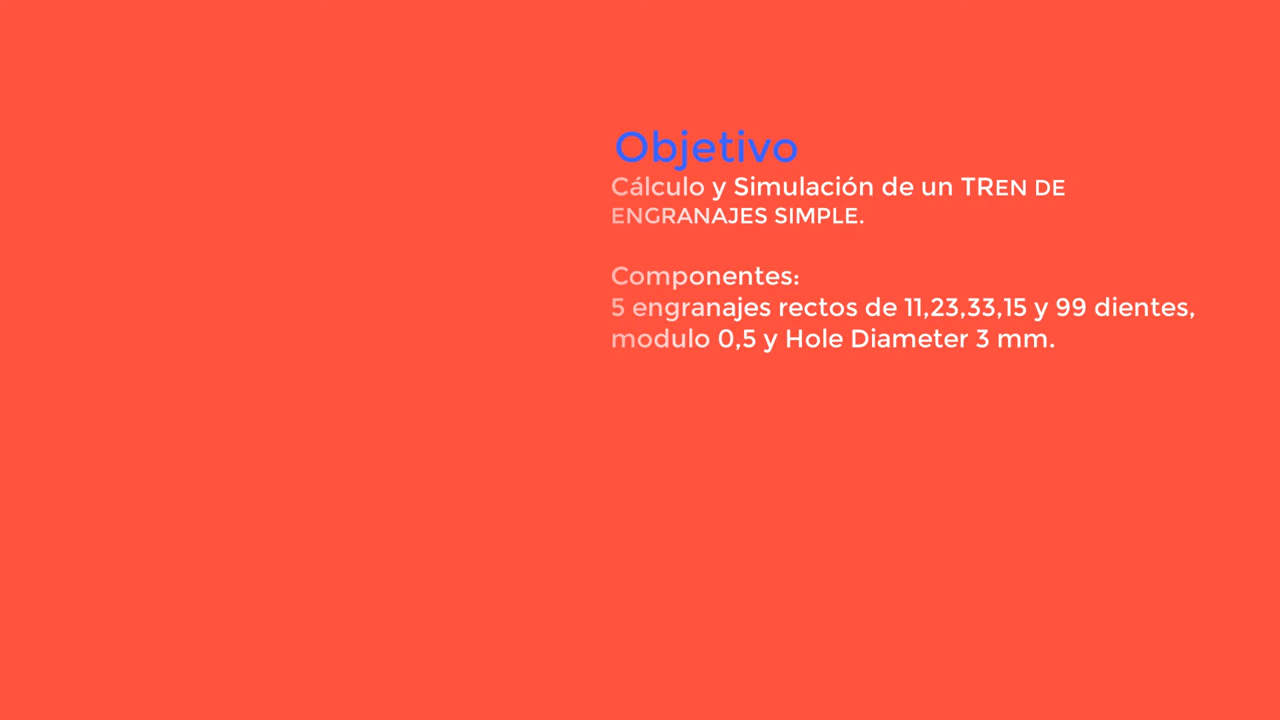 Objetivo
Cálculo y Simulación de un TREN DE
ENGRANAJES SIMPLE.
Componentes:
5 engranajes rectos de 11,23,33,15 y 99 dientes,
modulo 0,5 y Hole Diameter 3 mm.